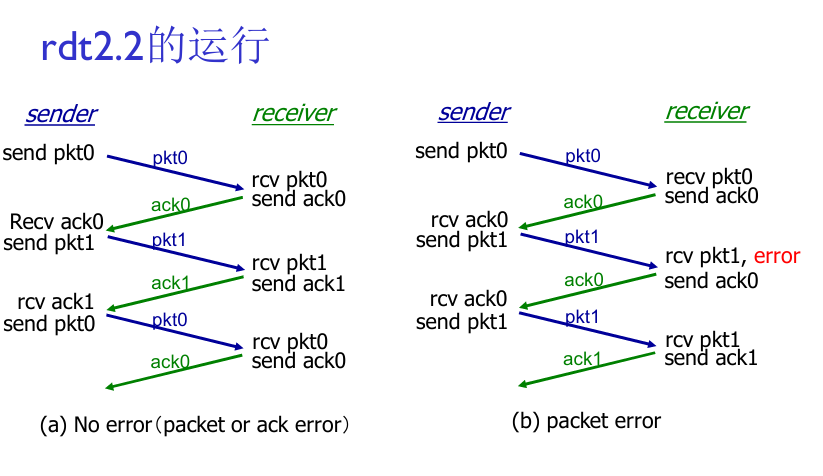 rdt2.2的运行
sender
receiver
send pkt0
pkt0
rcv pkt0
send ack0
ack0
Recv ack0
send pkt1
pkt1
rcv pkt1
send ack1
ack1
rcv ack1
send pkt0
pkt0
rcv pkt0
send ack0
ack0
(a) No error(packet or ack error)
sender
receiver
send pkt0
pkt0
recv pkt0
send ack0
ack0
rcv ack0
send pkt1
pkt1
rcv pkt1, error
send ack0
ack0
rcv ack0
send pkt1
pkt1
rcv pkt1
send ack1
ack1
(b) packet error